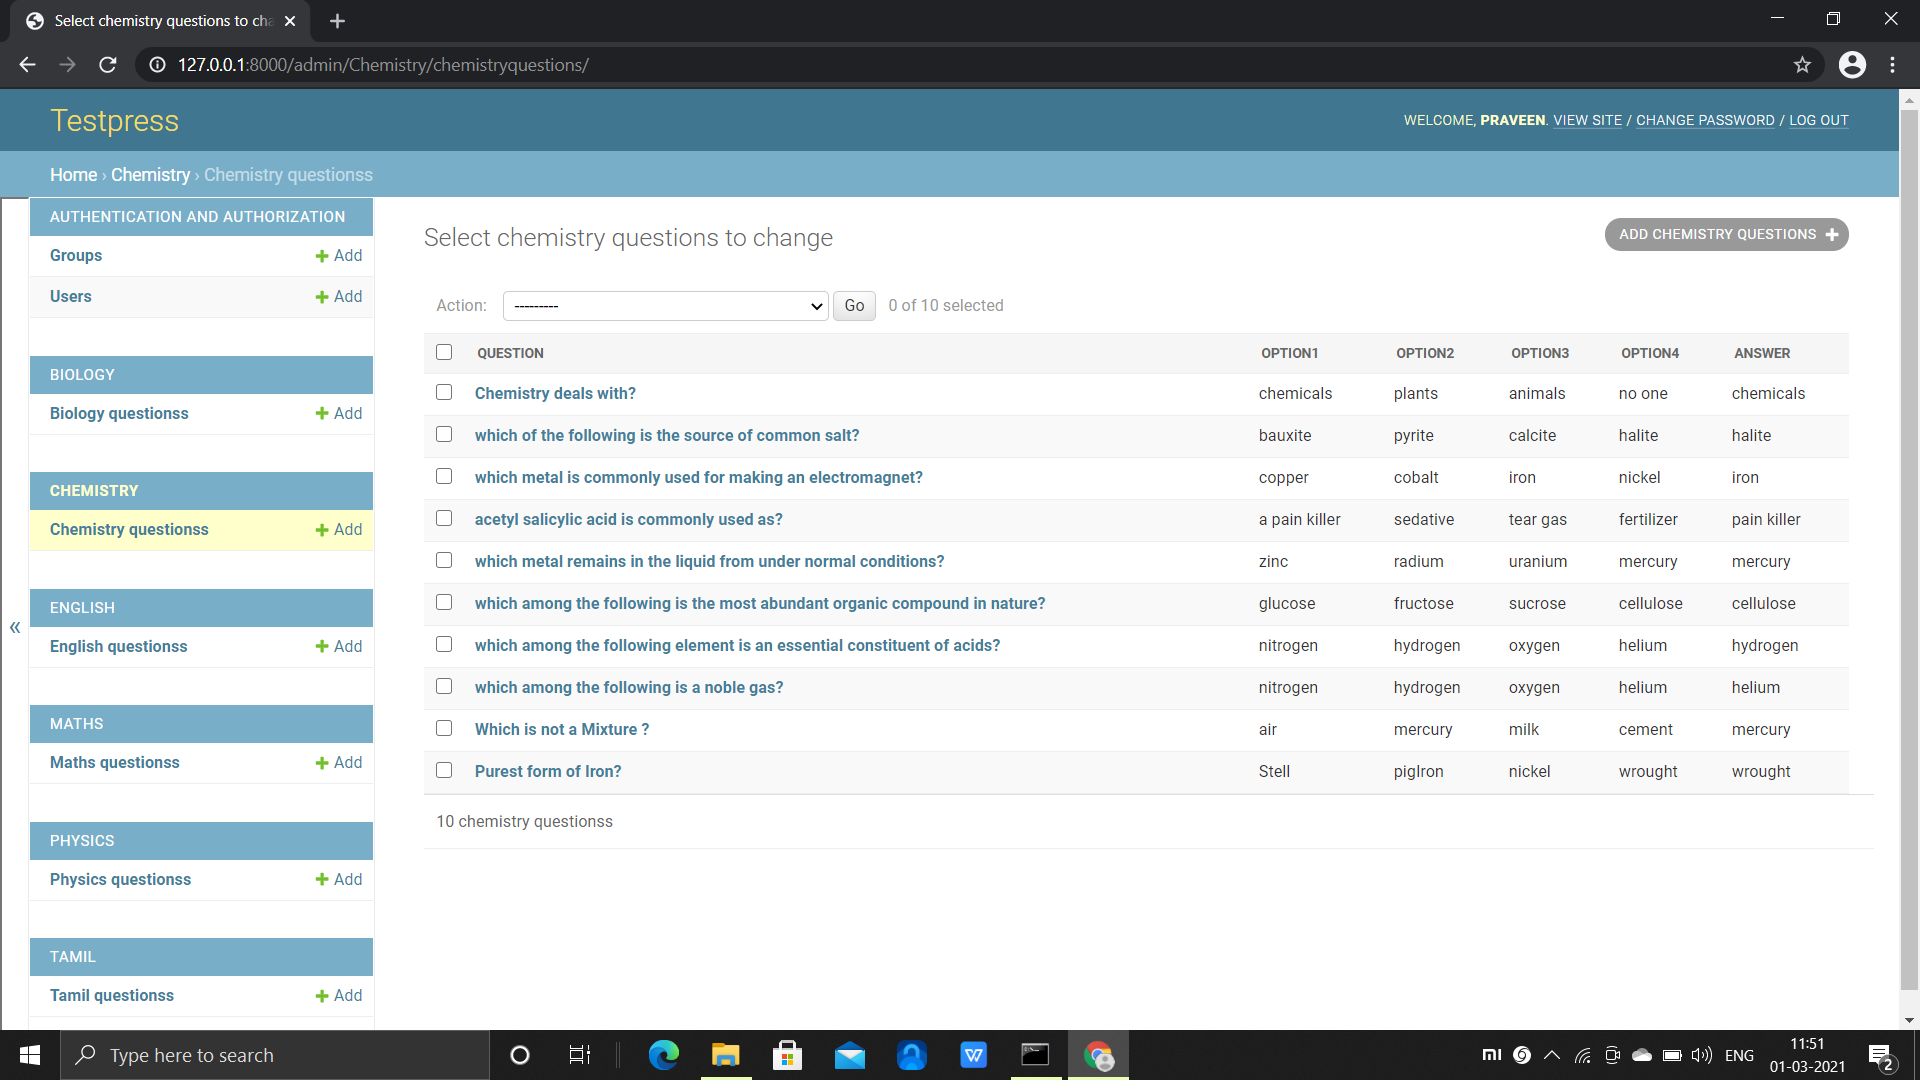 Select chemistry questions to cha
127.0.0.1:8000/admin/Chemistry/chemistryquestions/
Testpress
WELCOME, PRAVEEN. VIEW SITE / CHANGE PASSWORD / LOG OUT
Home › Chemistry › Chemistry questionss
AUTHENTICATION AND AUTHORIZATION
Groups + Add
Users + Add
BIOLOGY
Biology questionss + Add
CHEMISTRY
Chemistry questionss + Add
ENGLISH
English questionss + Add
MATHS
Maths questionss + Add
PHYSICS
Physics questionss + Add
TAMIL
Tamil questionss + Add
«
Select chemistry questions to change
ADD CHEMISTRY QUESTIONS +
Action: --------- Go 0 of 10 selected
QUESTION OPTION1 OPTION2 OPTION3 OPTION4 ANSWER
Chemistry deals with? chemicals plants animals no one chemicals
which of the following is the source of common salt? bauxite pyrite calcite halite halite
which metal is commonly used for making an electromagnet? copper cobalt iron nickel iron
acetyl salicylic acid is commonly used as? a pain killer sedative tear gas fertilizer pain killer
which metal remains in the liquid from under normal conditions? zinc radium uranium mercury mercury
which among the following is the most abundant organic compound in nature? glucose fructose sucrose cellulose cellulose
which among the following element is an essential constituent of acids? nitrogen hydrogen oxygen helium hydrogen
which among the following is a noble gas? nitrogen hydrogen oxygen helium helium
Which is not a Mixture ? air mercury milk cement mercury
Purest form of Iron? Stell pigIron nickel wrought wrought
10 chemistry questionss
Type here to search
ENG
11:51
01-03-2021
2